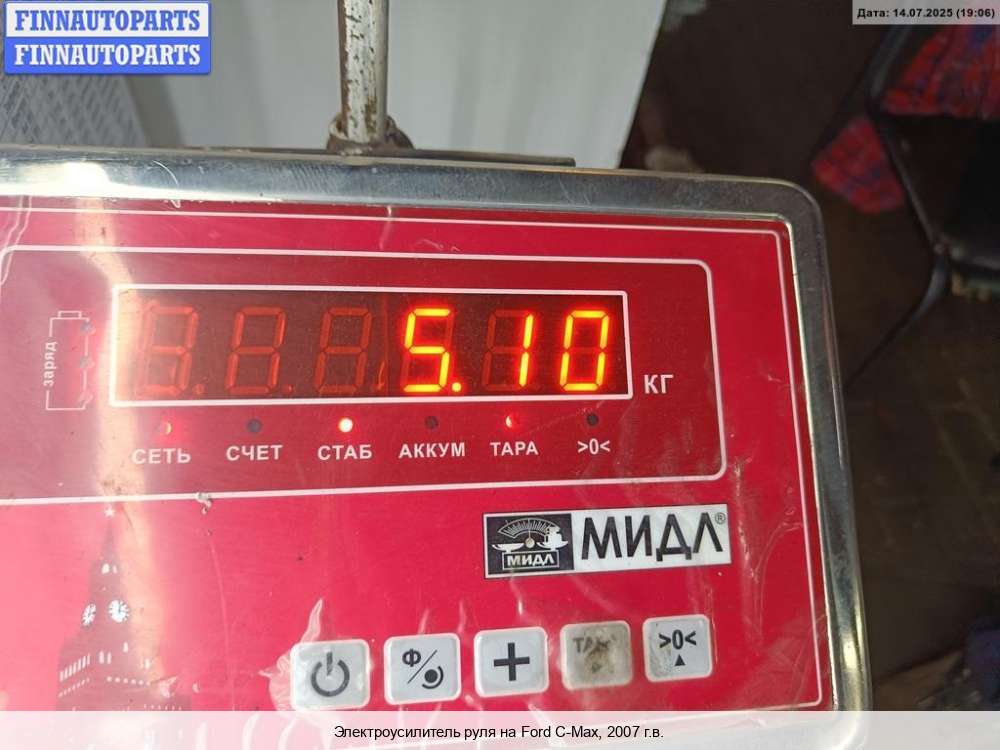 FINNAUTOPARTS
FINNAUTOPARTS
Дата: 14.07.2025 (19:06)
заряд
5.10
КГ
СЕТЬ СЧЕТ СТАБ АККУМ ТАРА >0<
МИДЛ
МИДЛ®
Ф/
+
ТАРА
>0<
Электроусилитель руля на Ford C-Max, 2007 г.в.